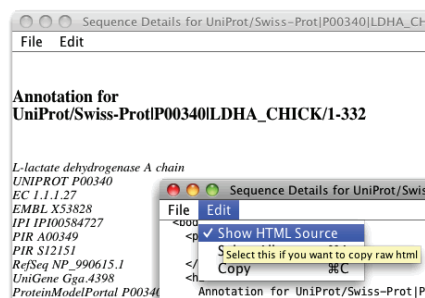 Sequence Details for UniProt/Swiss-Prot|P00340|LDHA_CH
File Edit
Annotation for
UniProt/Swiss-Prot|P00340|LDHA_CHICK/1-332
L-lactate dehydrogenase A chain
UNIPROT P00340
EC 1.1.1.27
EMBL X53828
IPI IPI00584727
PIR A00349
PIR S12151
RefSeq NP_990615.1
UniGene Gga.4398
ProteinModelPortal P00340
Sequence Details for UniProt/Swis
File Edit
<bod
<p
✓ Show HTML Source
Select this if you want to copy raw html
</
Copy ⌘C
<h
Annotation for UniProt/Swiss-Prot|P